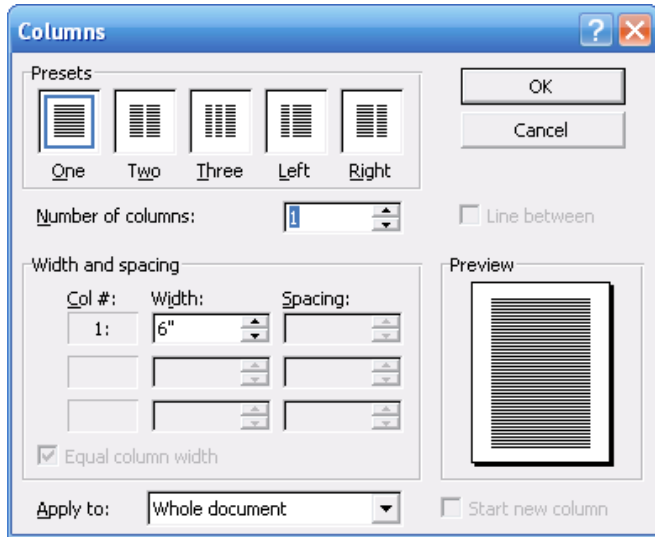 Columns
Presets
One Two Three Left Right
OK
Cancel
Number of columns: 1
Line between
Width and spacing
Col #: Width: Spacing:
1: 6"
Equal column width
Preview
Apply to: Whole document
Start new column